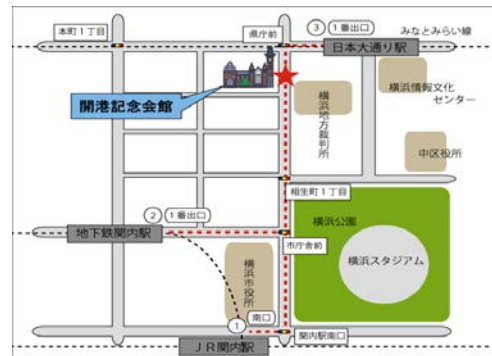 本町1丁目
県庁前
③ 1番出口
みなとみらい線
日本大通り駅
開港記念会館
横浜地方裁判所
横浜情報文化
センター
中区役所
相生町1丁目
② 1番出口
地下鉄関内駅
横浜公園
市庁舎前
横浜スタジアム
横浜市役所
① 南口
関内駅南口
JR関内駅